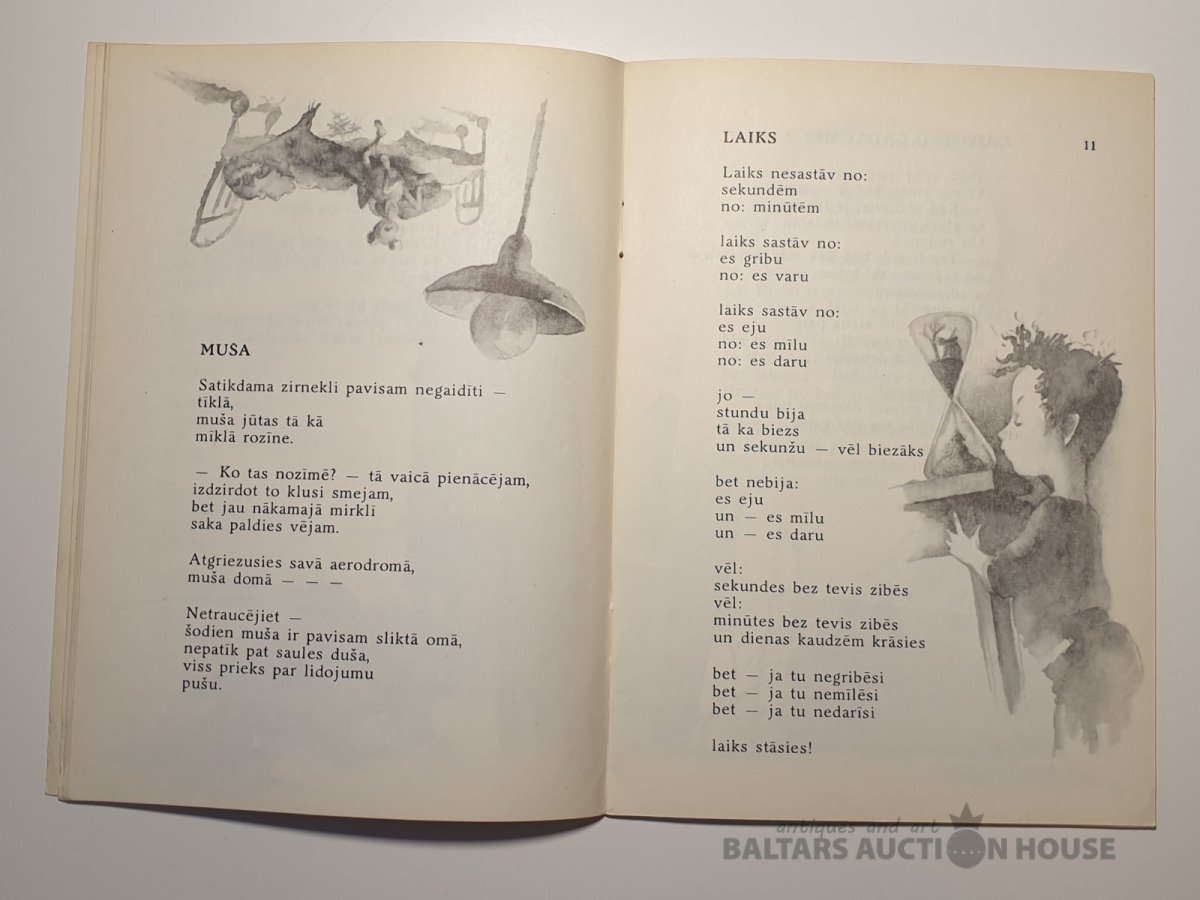 MUŠA
Satikdama zirnekli pavisam negaidīti —
tīklā,
muša jūtas tā kā
mīklā rozīne.
— Ko tas nozīmē? — tā vaicā pienācējam,
izdzirdot to klusi smejam,
bet jau nākamajā mirklī
saka paldies vējam.
Atgriezusies savā aerodromā,
muša domā — — —
Netraucējiet —
šodien muša ir pavisam sliktā omā,
nepatīk pat saules duša,
viss prieks par lidojumu
pušu.
LAIKS
11
Laiks nesastāv no:
sekundēm
no: minūtēm
laiks sastāv no:
es gribu
no: es varu
laiks sastāv no:
es eju
no: es mīlu
no: es daru
jo —
stundu bija
tā ka biezs
un sekunžu — vēl biezāks
bet nebija:
es eju
un — es mīlu
un — es daru
vēl:
sekundes bez tevis zibēs
vēl:
minūtes bez tevis zibēs
un dienas kaudzēm krāsies
bet — ja tu negribēsi
bet — ja tu nemīlēsi
bet — ja tu nedarīsi
laiks stāsies!
antiques and art
BALTARS AUCTION HOUSE